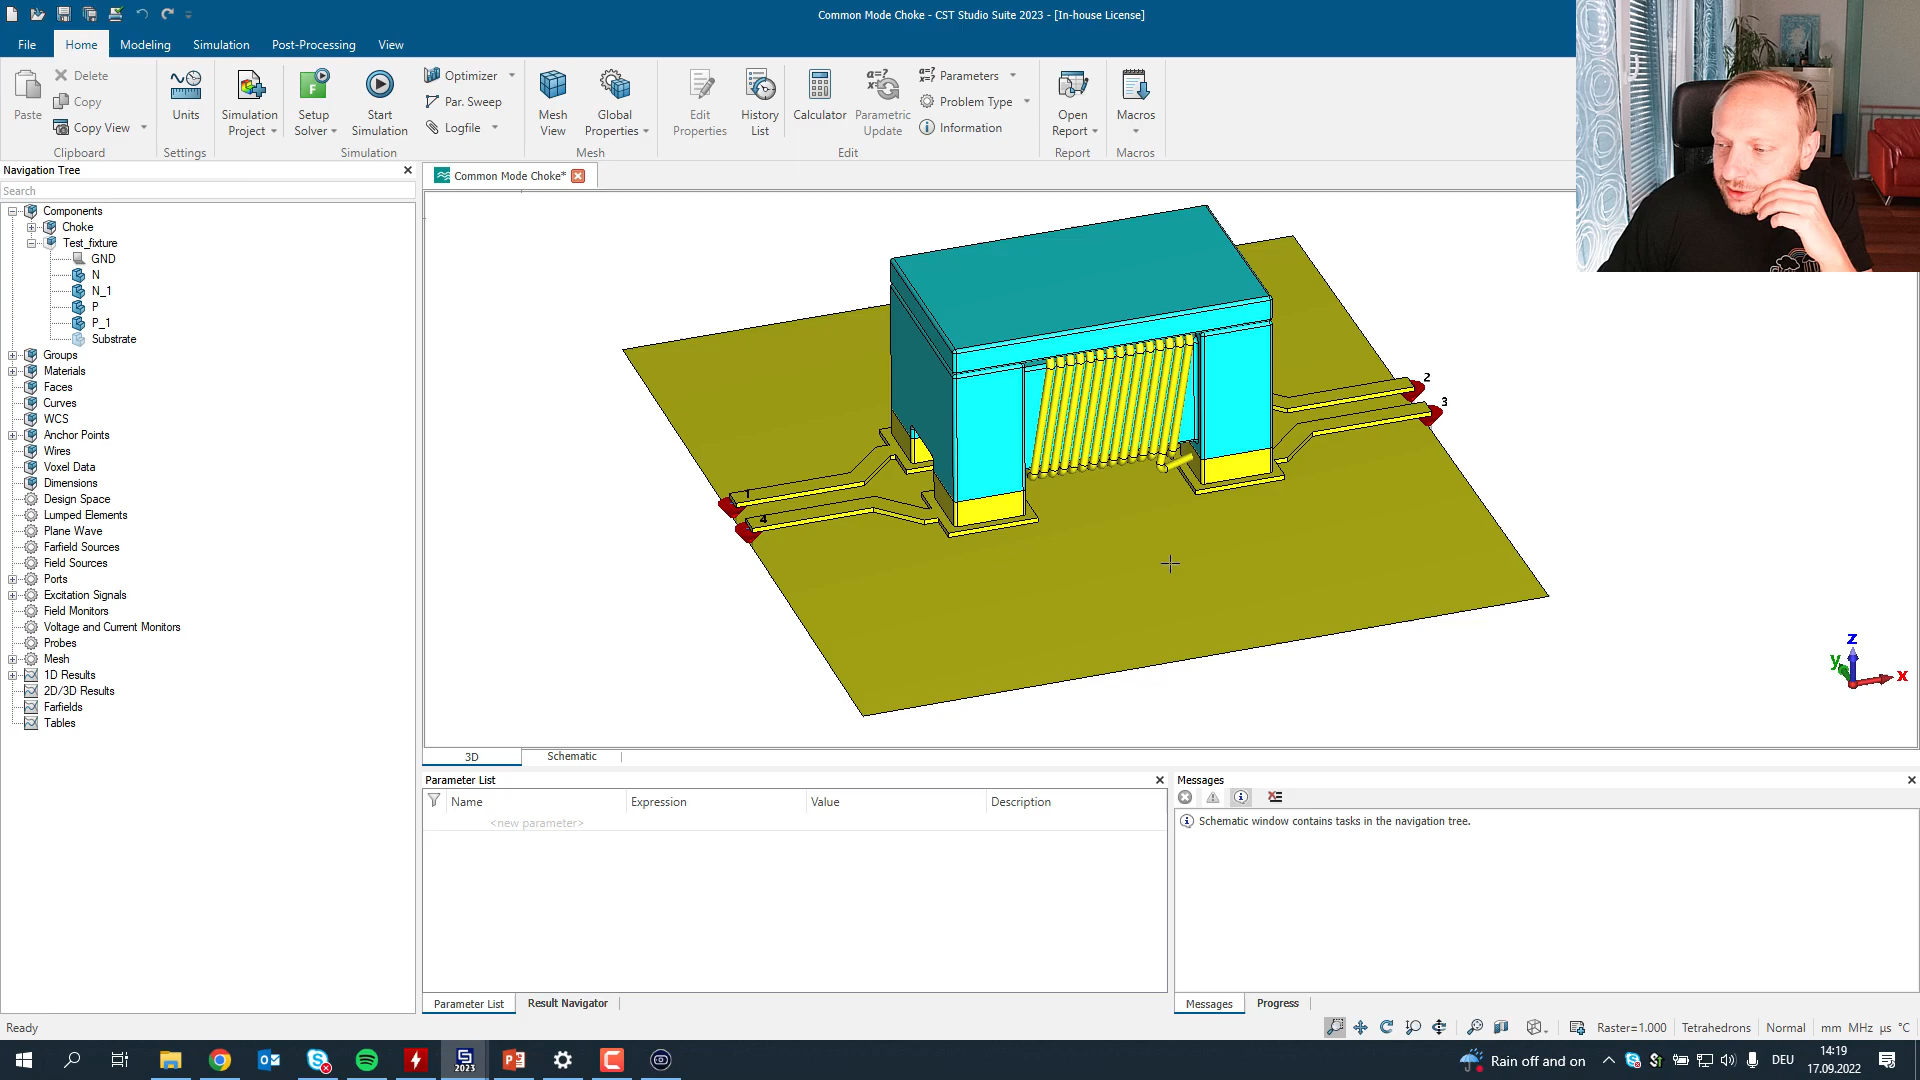 Common Mode Choke - CST Studio Suite 2023 - [In-house License]
File Home Modeling Simulation Post-Processing View
Paste
Delete
Copy
Copy View
Clipboard
Units
Settings
Simulation
Project
Setup
Solver
Start
Simulation
Optimizer
Par. Sweep
Logfile
Simulation
Mesh
View
Global
Properties
Mesh
Edit
Properties
History
List
Calculator
Parametric
Update
Parameters
Problem Type
Information
Edit
Open
Report
Report
Macros
Macros
Navigation Tree
Search
Components
Choke
Test_fixture
GND
N
N_1
P
P_1
Substrate
Groups
Materials
Faces
Curves
WCS
Anchor Points
Wires
Voxel Data
Dimensions
Design Space
Lumped Elements
Plane Wave
Farfield Sources
Field Sources
Ports
Excitation Signals
Field Monitors
Voltage and Current Monitors
Probes
Mesh
1D Results
2D/3D Results
Farfields
Tables
Common Mode Choke*
2
3
1
4
z
y
x
3D Schematic
Parameter List
Name Expression Value Description
<new parameter>
Parameter List Result Navigator
Messages
Schematic window contains tasks in the navigation tree.
Messages Progress
Ready
Raster=1.000 Tetrahedrons Normal mm MHz µs °C
2023
Rain off and on
DEU
14:19
17.09.2022